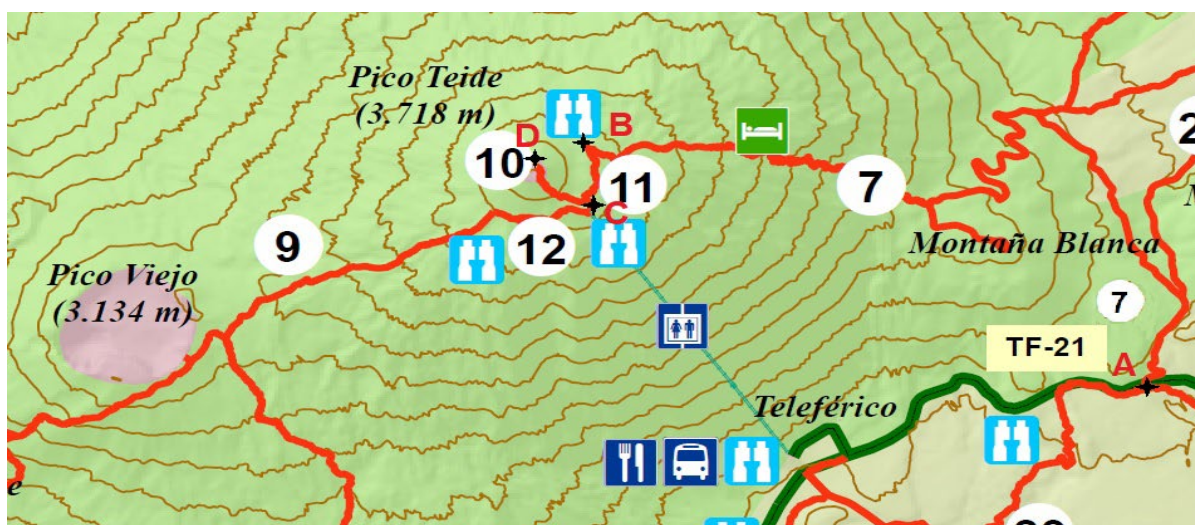 Pico Teide
(3.718 m)
B
D
10
11
7
C
12
9
Montaña Blanca
Pico Viejo
(3.134 m)
7
TF-21
A
Teleférico
2
M
e